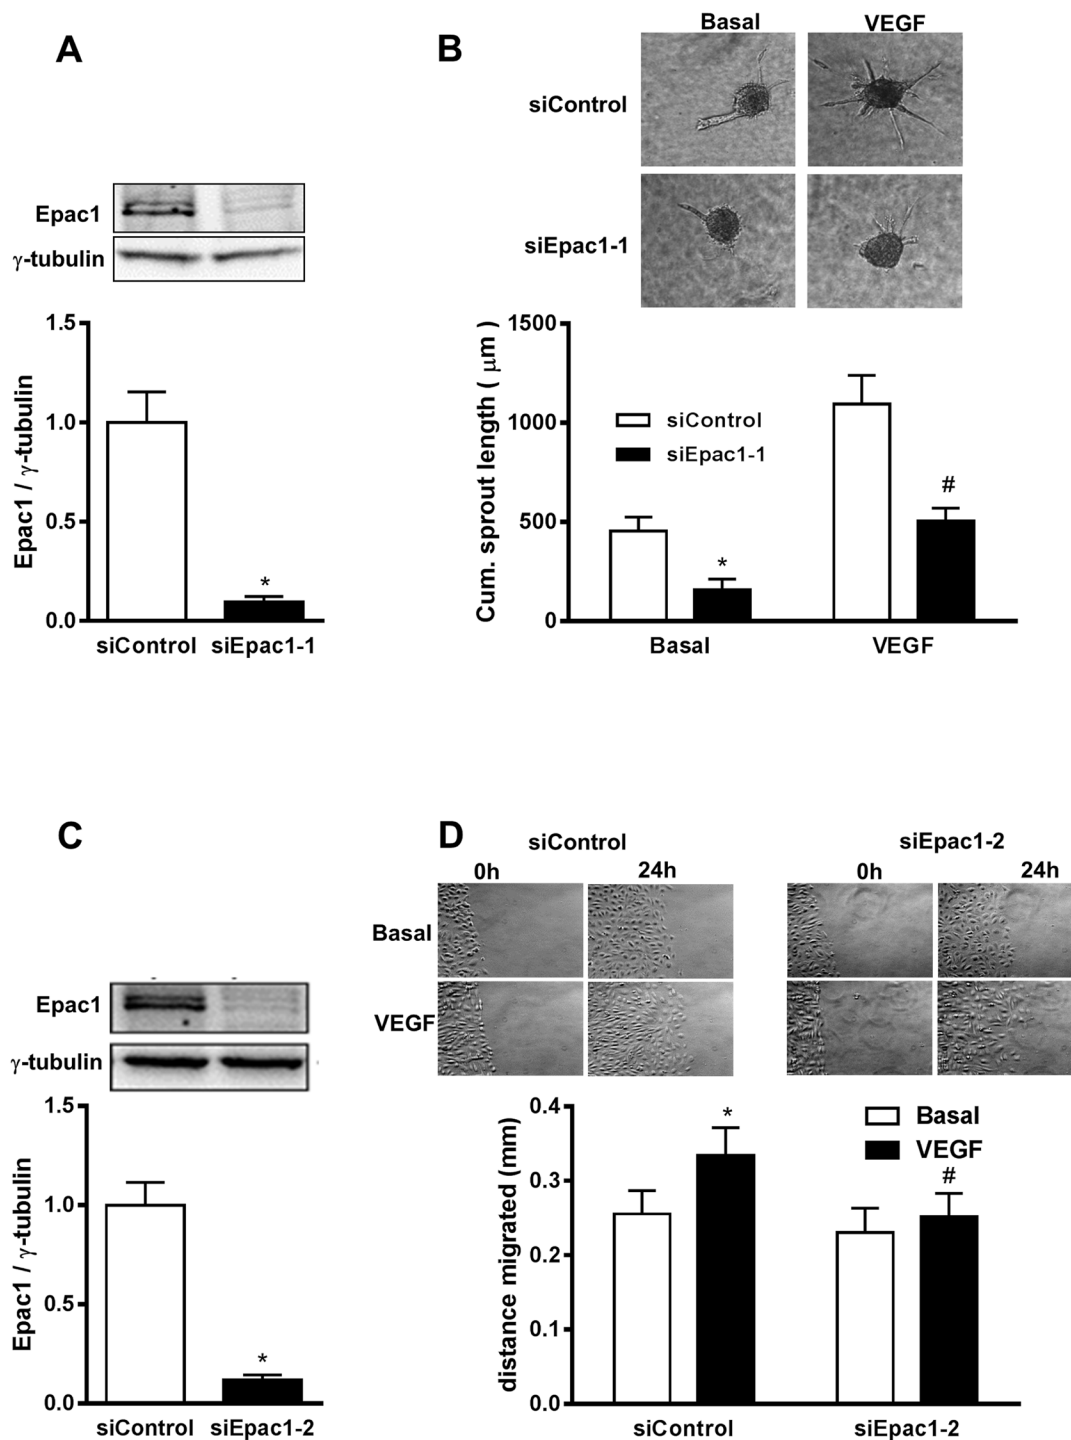 A
Epac1
γ-tubulin
Epac1 / γ-tubulin
1.5
1.0
0.5
0.0
*
siControl siEpac1-1
B
Basal VEGF
siControl
siEpac1-1
Cum. sprout length ( μm )
1500
1000
500
0
siControl
siEpac1-1
*
#
Basal VEGF
C
Epac1
γ-tubulin
Epac1 / γ-tubulin
1.5
1.0
0.5
0.0
*
siControl siEpac1-2
D
siControl siEpac1-2
0h 24h 0h 24h
Basal
VEGF
distance migrated (mm)
0.4
0.3
0.2
0.1
0.0
Basal
VEGF
*
#
siControl siEpac1-2